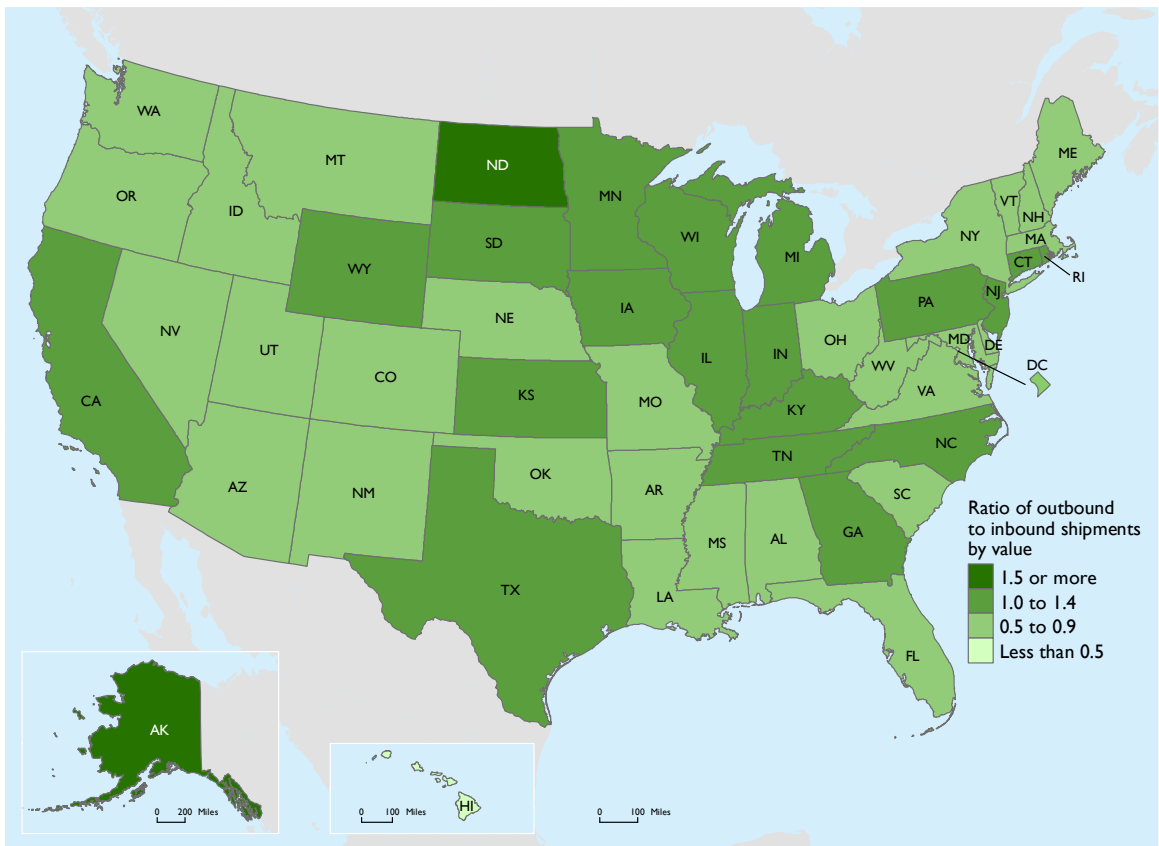 WA
MT
ND
MN
ME
OR
ID
VT
NH
NY
MA
WI
SD
MI
CT
WY
RI
PA
NJ
IA
NE
NV
OH
MD
DE
UT
IL
IN
DC
WV
CO
VA
KS
CA
MO
KY
NC
TN
OK
AZ
AR
NM
SC
Ratio of outbound
to inbound shipments
by value
GA
MS
AL
1.5 or more
TX
1.0 to 1.4
LA
0.5 to 0.9
Less than 0.5
FL
AK
HI
0 200 Miles
0 100 Miles
0 100 Miles